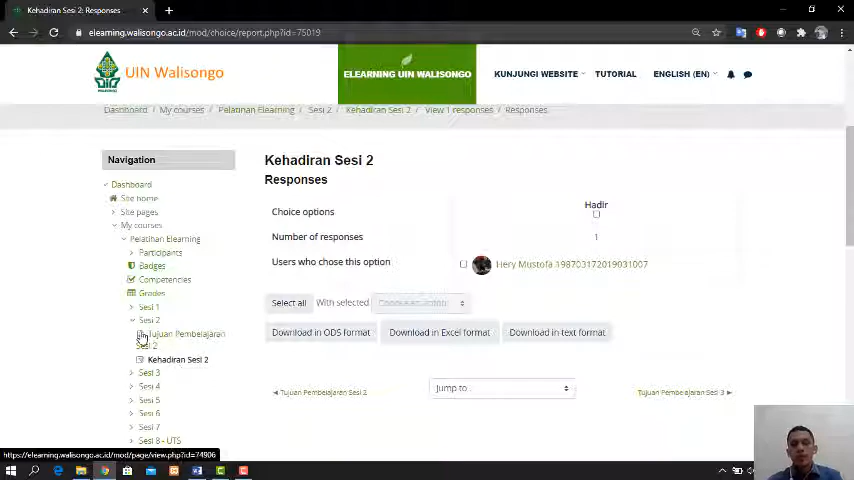 Kehadiran Sesi 2: Responses
elearning.walisongo.ac.id/mod/choice/report.php?id=75019
UIN Walisongo
ELEARNING UIN WALISONGO
KUNJUNGI WEBSITE
TUTORIAL
ENGLISH (EN)
Dashboard
My courses
Pelatihan Elearning
Sesi 2
Kehadiran Sesi 2
View 1 responses
Responses
Navigation
Dashboard
Site home
Site pages
My courses
Pelatihan Elearning
Participants
Badges
Competencies
Grades
Sesi 1
Sesi 2
Tujuan Pembelajaran
Sesi 2
Kehadiran Sesi 2
Sesi 3
Sesi 4
Sesi 5
Sesi 6
Sesi 7
Sesi 8 - UTS
Kehadiran Sesi 2
Responses
Choice options
Hadir
Number of responses
1
Users who chose this option
Hery Mustofa 198703172019031007
Select all
With selected
Download in ODS format
Download in Excel format
Download in text format
◄ Tujuan Pembelajaran Sesi 2
Jump to...
Tujuan Pembelajaran Sesi 3 ►
https://elearning.walisongo.ac.id/mod/page/view.php?id=74906